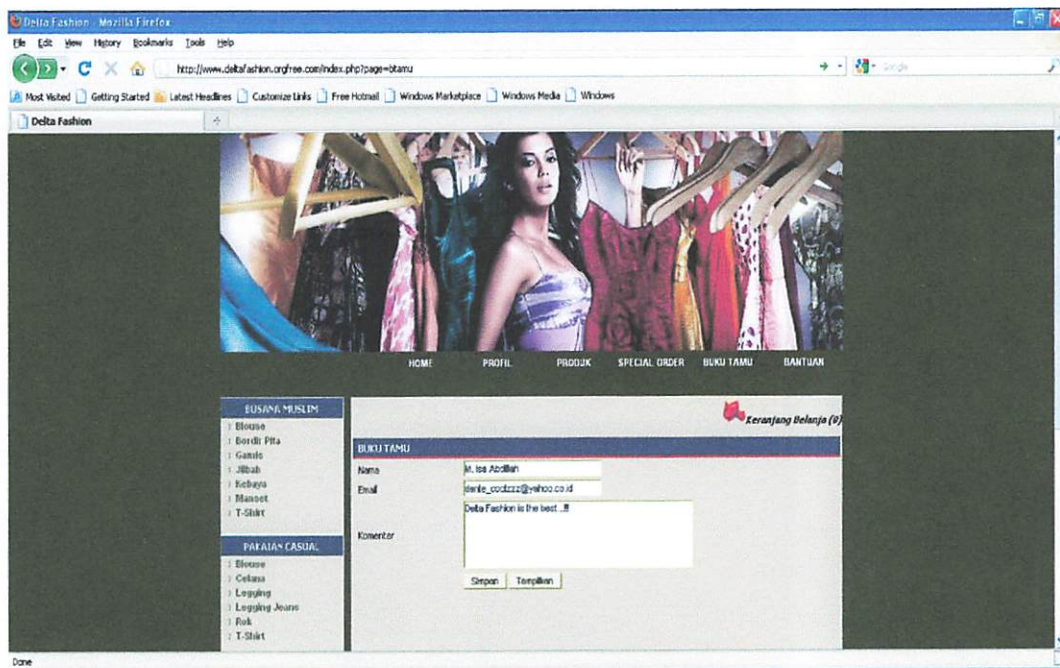 Delta Fashion - Mozilla Firefox
File Edit View History Bookmarks Tools Help
http://www.deltafashion.orgfree.com/index.php?page=btamu
Google
Most Visited Getting Started Latest Headlines Customize Links Free Hotmail Windows Marketplace Windows Media Windows
Delta Fashion
HOME PROFIL PRODUK SPECIAL ORDER BUKU TAMU BANTUAN
BUSANA MUSLIM
Blouse
Bordir Pita
Gamis
Jilbab
Kebaya
Manset
T-Shirt
PAKAIAN CASUAL
Blouse
Celana
Legging
Legging Jeans
Rok
T-Shirt
Keranjang Belanja (0)
BUKU TAMU
Nama M. Isa Abdillah
Email @yahoo.co.id
Komentar Delta Fashion is the best...!!!
Simpan Tampilkan
Done